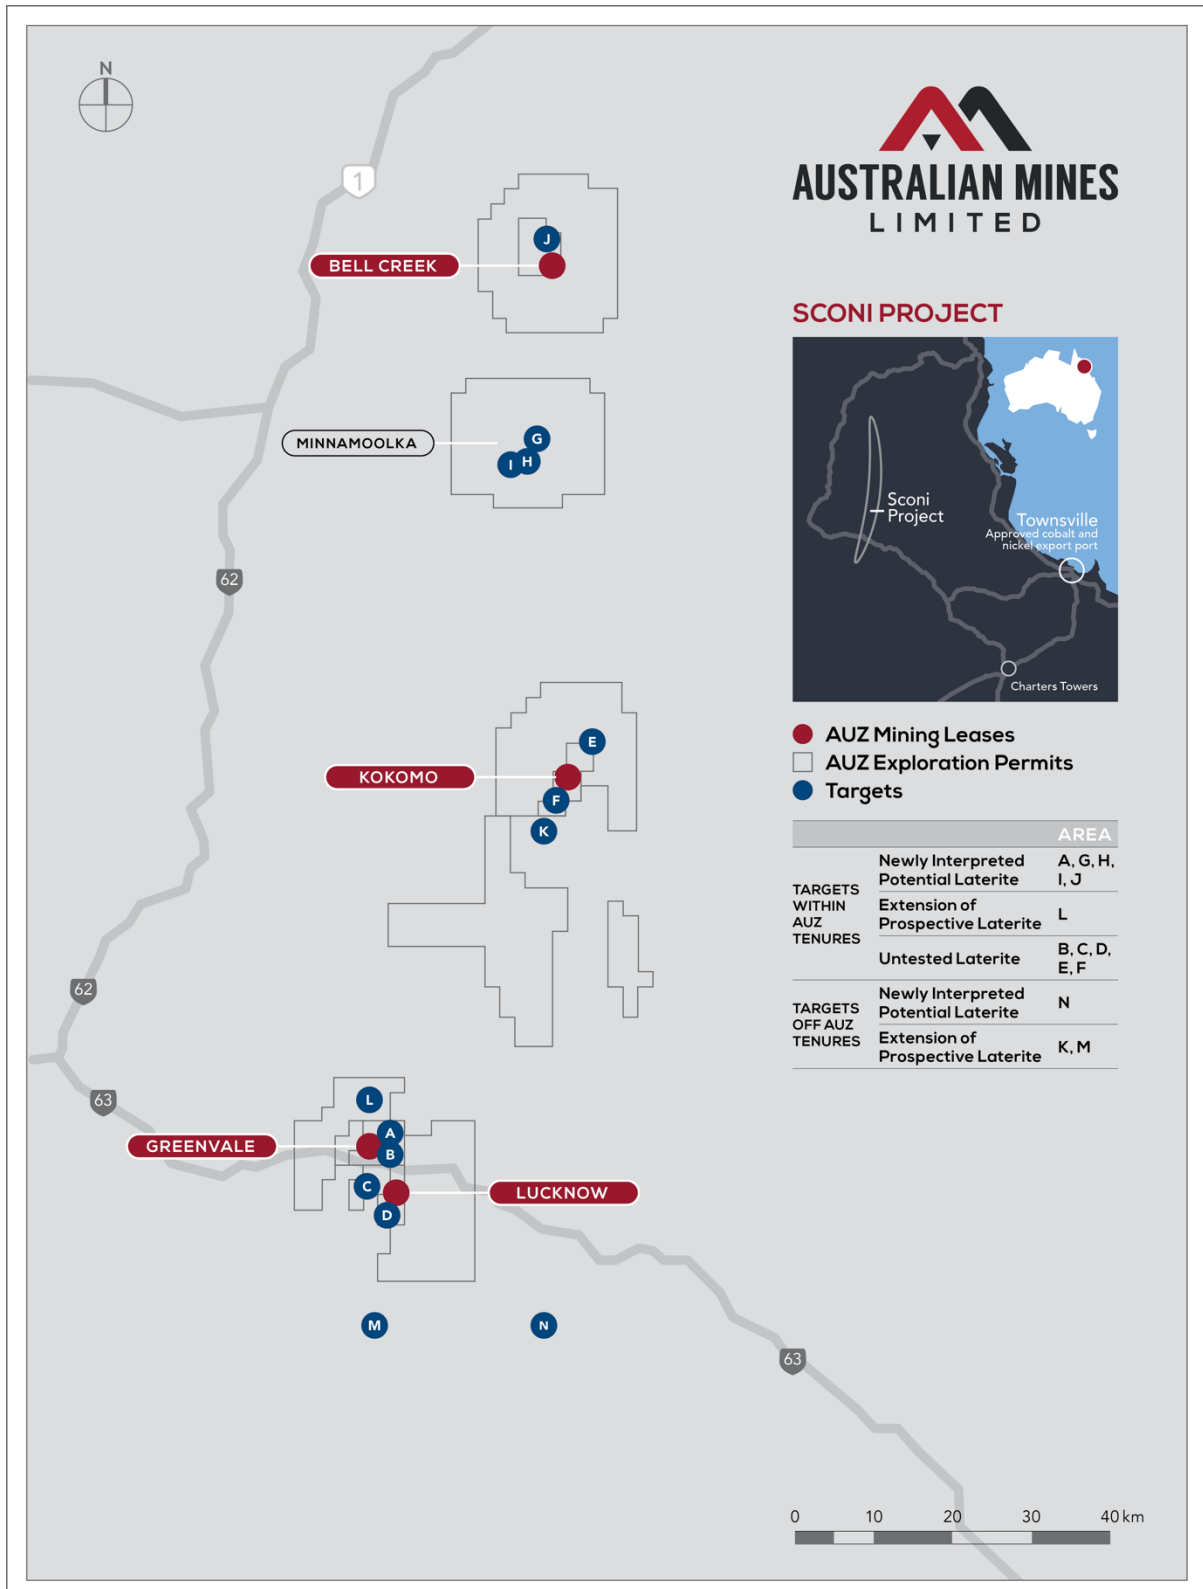 N
1
AUSTRALIAN MINES
LIMITED
J
BELL CREEK
SCONI PROJECT
Sconi
Project
Townsville
Approved cobalt and
nickel export port
Charters Towers
MINNAMOOLKA
G
H
I
62
E
KOKOMO
F
K
AUZ Mining Leases
AUZ Exploration Permits
Targets
AREA
TARGETS
WITHIN
AUZ
TENURES
Newly Interpreted
Potential Laterite
A, G, H,
I, J
Extension of
Prospective Laterite
L
Untested Laterite
B, C, D,
E, F
TARGETS
OFF AUZ
TENURES
Newly Interpreted
Potential Laterite
N
Extension of
Prospective Laterite
K, M
62
63
L
A
GREENVALE
B
C
LUCKNOW
D
M
N
63
0 10 20 30 40 km